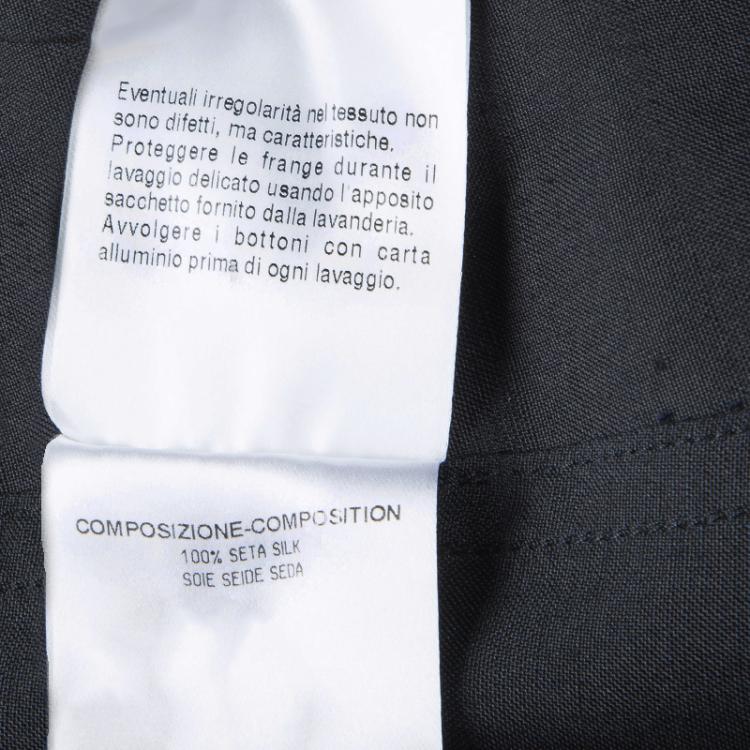 Eventuali irregolarità nel tessuto non
sono difetti, ma caratteristiche.
Proteggere le frange durante il
lavaggio delicato usando l'apposito
sacchetto fornito dalla lavanderia.
Avvolgere i bottoni con carta
alluminio prima di ogni lavaggio.
COMPOSIZIONE-COMPOSITION
100% SETA SILK
SOIE SEIDE SEDA